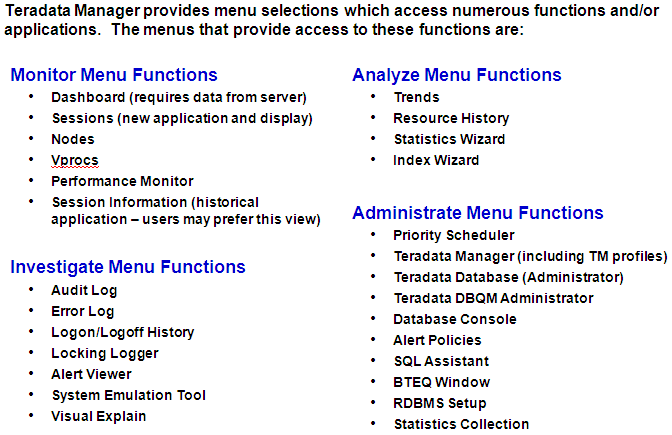 Teradata Manager provides menu selections which access numerous functions and/or
applications. The menus that provide access to these functions are:
Monitor Menu Functions
• Dashboard (requires data from server)
• Sessions (new application and display)
• Nodes
• Vprocs
• Performance Monitor
• Session Information (historical
application – users may prefer this view)
Investigate Menu Functions
• Audit Log
• Error Log
• Logon/Logoff History
• Locking Logger
• Alert Viewer
• System Emulation Tool
• Visual Explain
Analyze Menu Functions
• Trends
• Resource History
• Statistics Wizard
• Index Wizard
Administrate Menu Functions
• Priority Scheduler
• Teradata Manager (including TM profiles)
• Teradata Database (Administrator)
• Teradata DBQM Administrator
• Database Console
• Alert Policies
• SQL Assistant
• BTEQ Window
• RDBMS Setup
• Statistics Collection